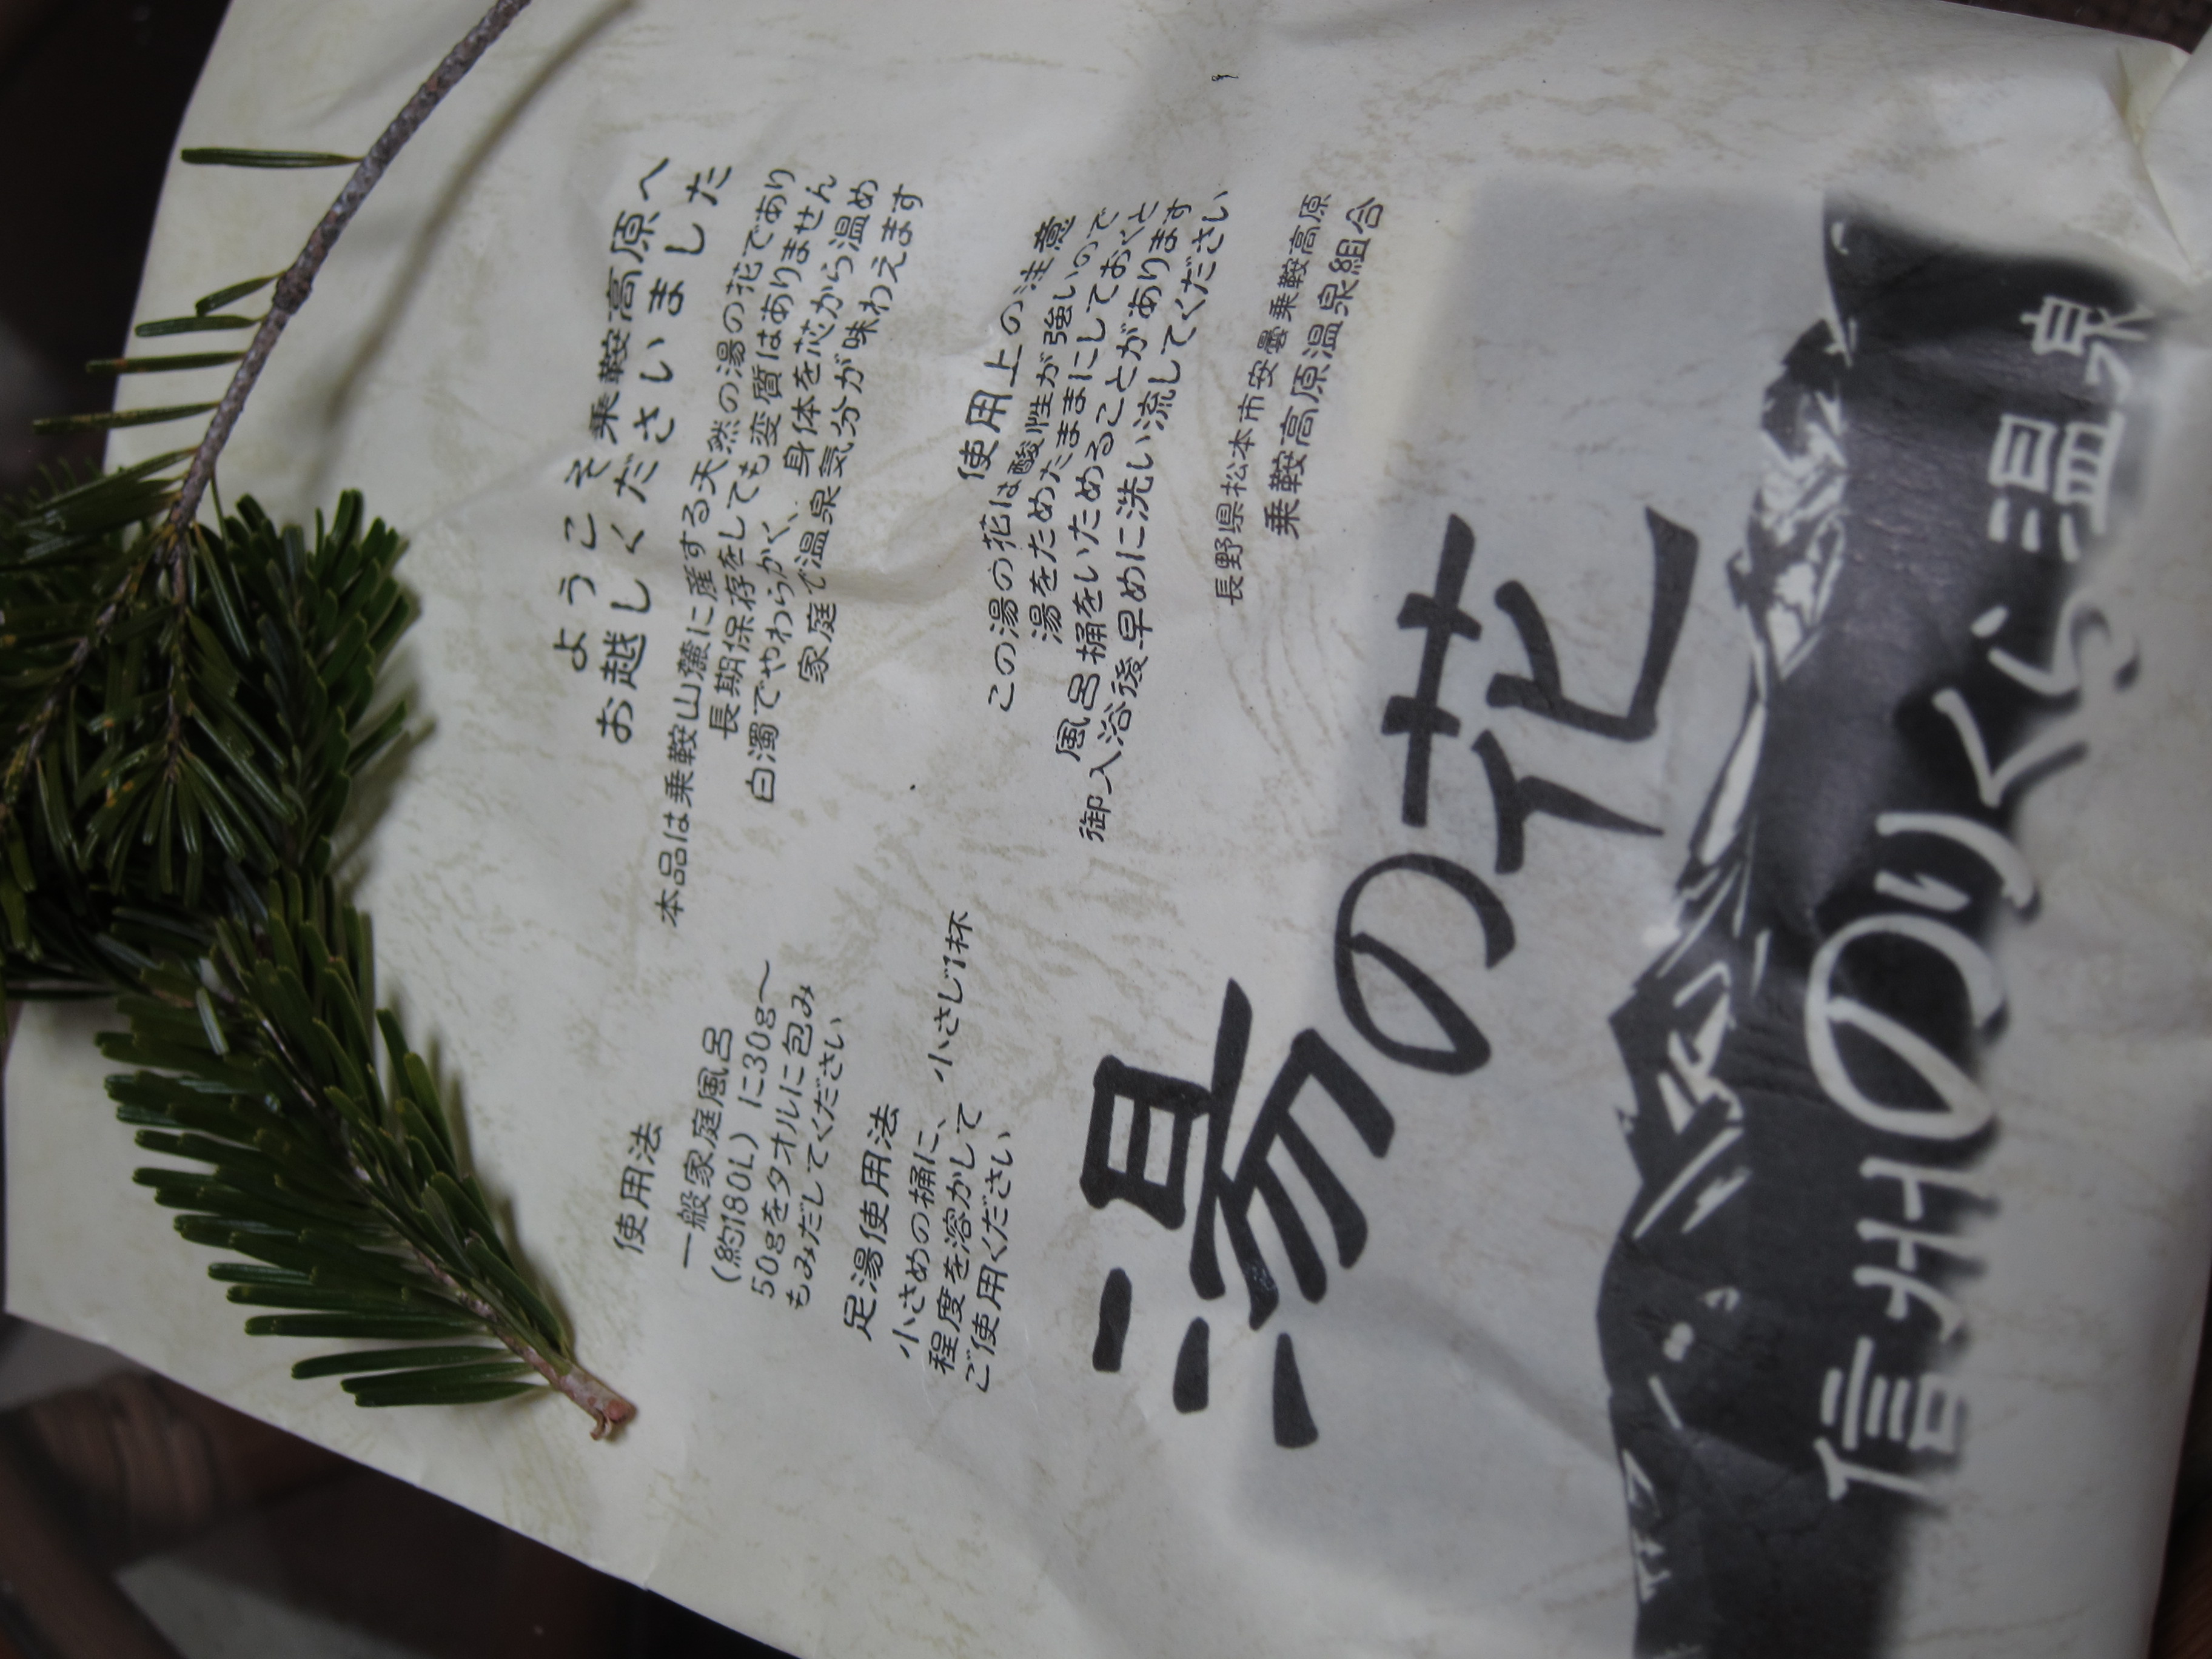 ようこそ乗鞍高原へ
お越しくださいました
本品は乗鞍山麓に産する天然の湯の花であり
長期保存をしても変質はありません
白濁でやわらかく、身体を芯から温め
家庭で温泉気分が味わえます
使用法
一般家庭風呂
(約180L)に30g〜
50gをタオルに包み
もみだしてください
足湯使用法
小さめの桶に、小さじ1杯
程度を溶かして
ご使用ください
使用上の注意
この湯の花は酸性が強いので
湯をためたままにしておくと
風呂桶をいためることがあります
御入浴後早めに洗い流してください
長野県松本市安曇乗鞍高原
乗鞍高原温泉組合
湯の花
信州のりくら温泉